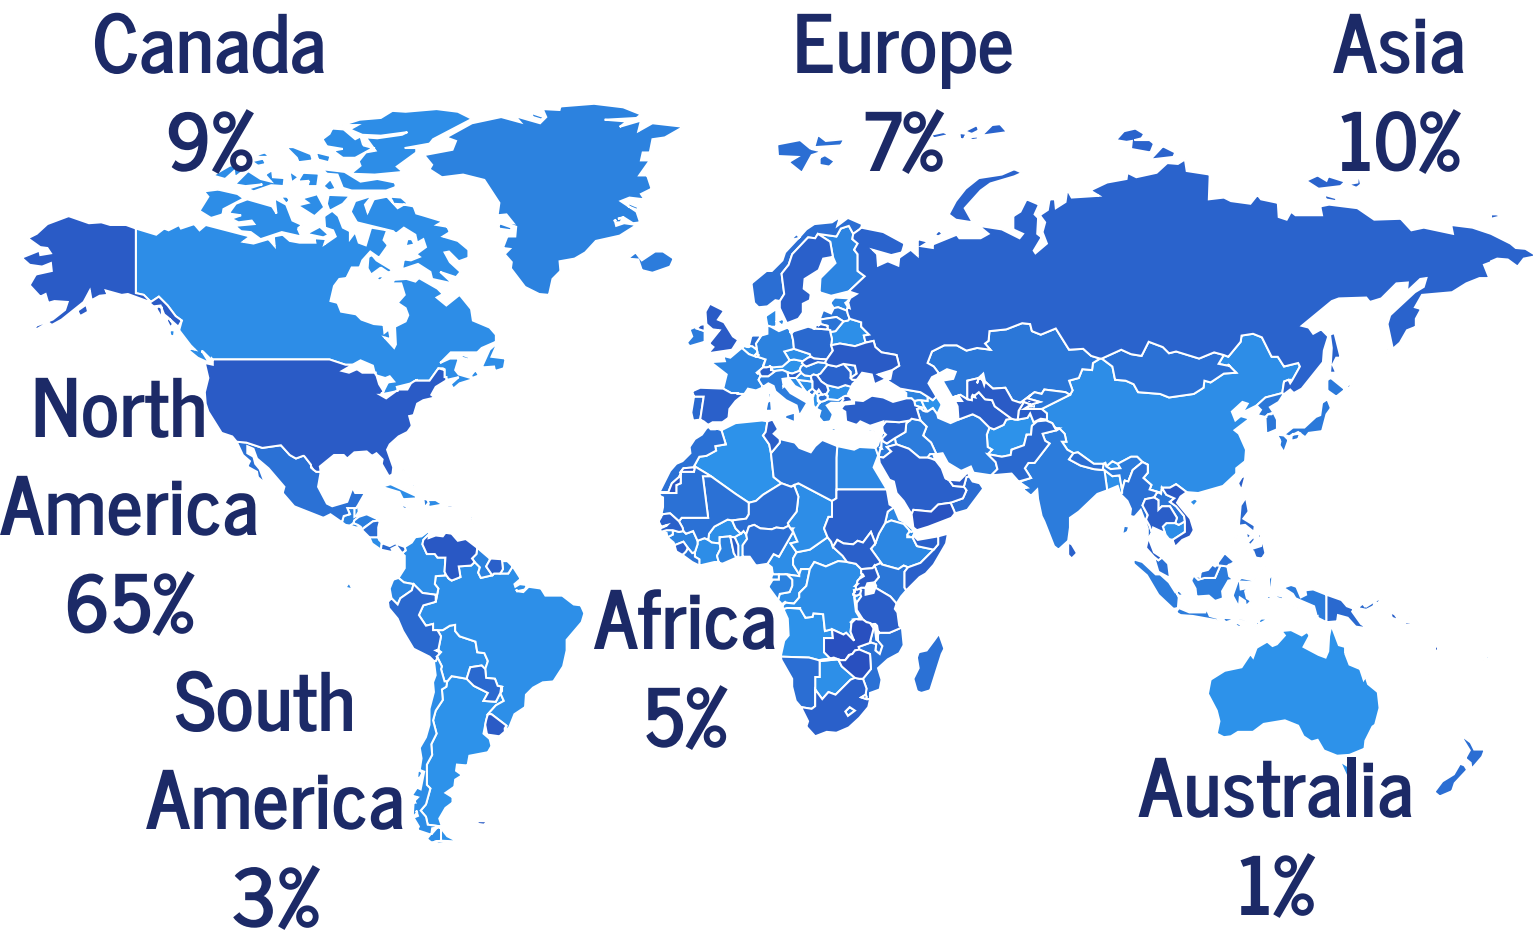 Canada
9%
Europe
7%
Asia
10%
North
America
65%
South
America
3%
Africa
5%
Australia
1%